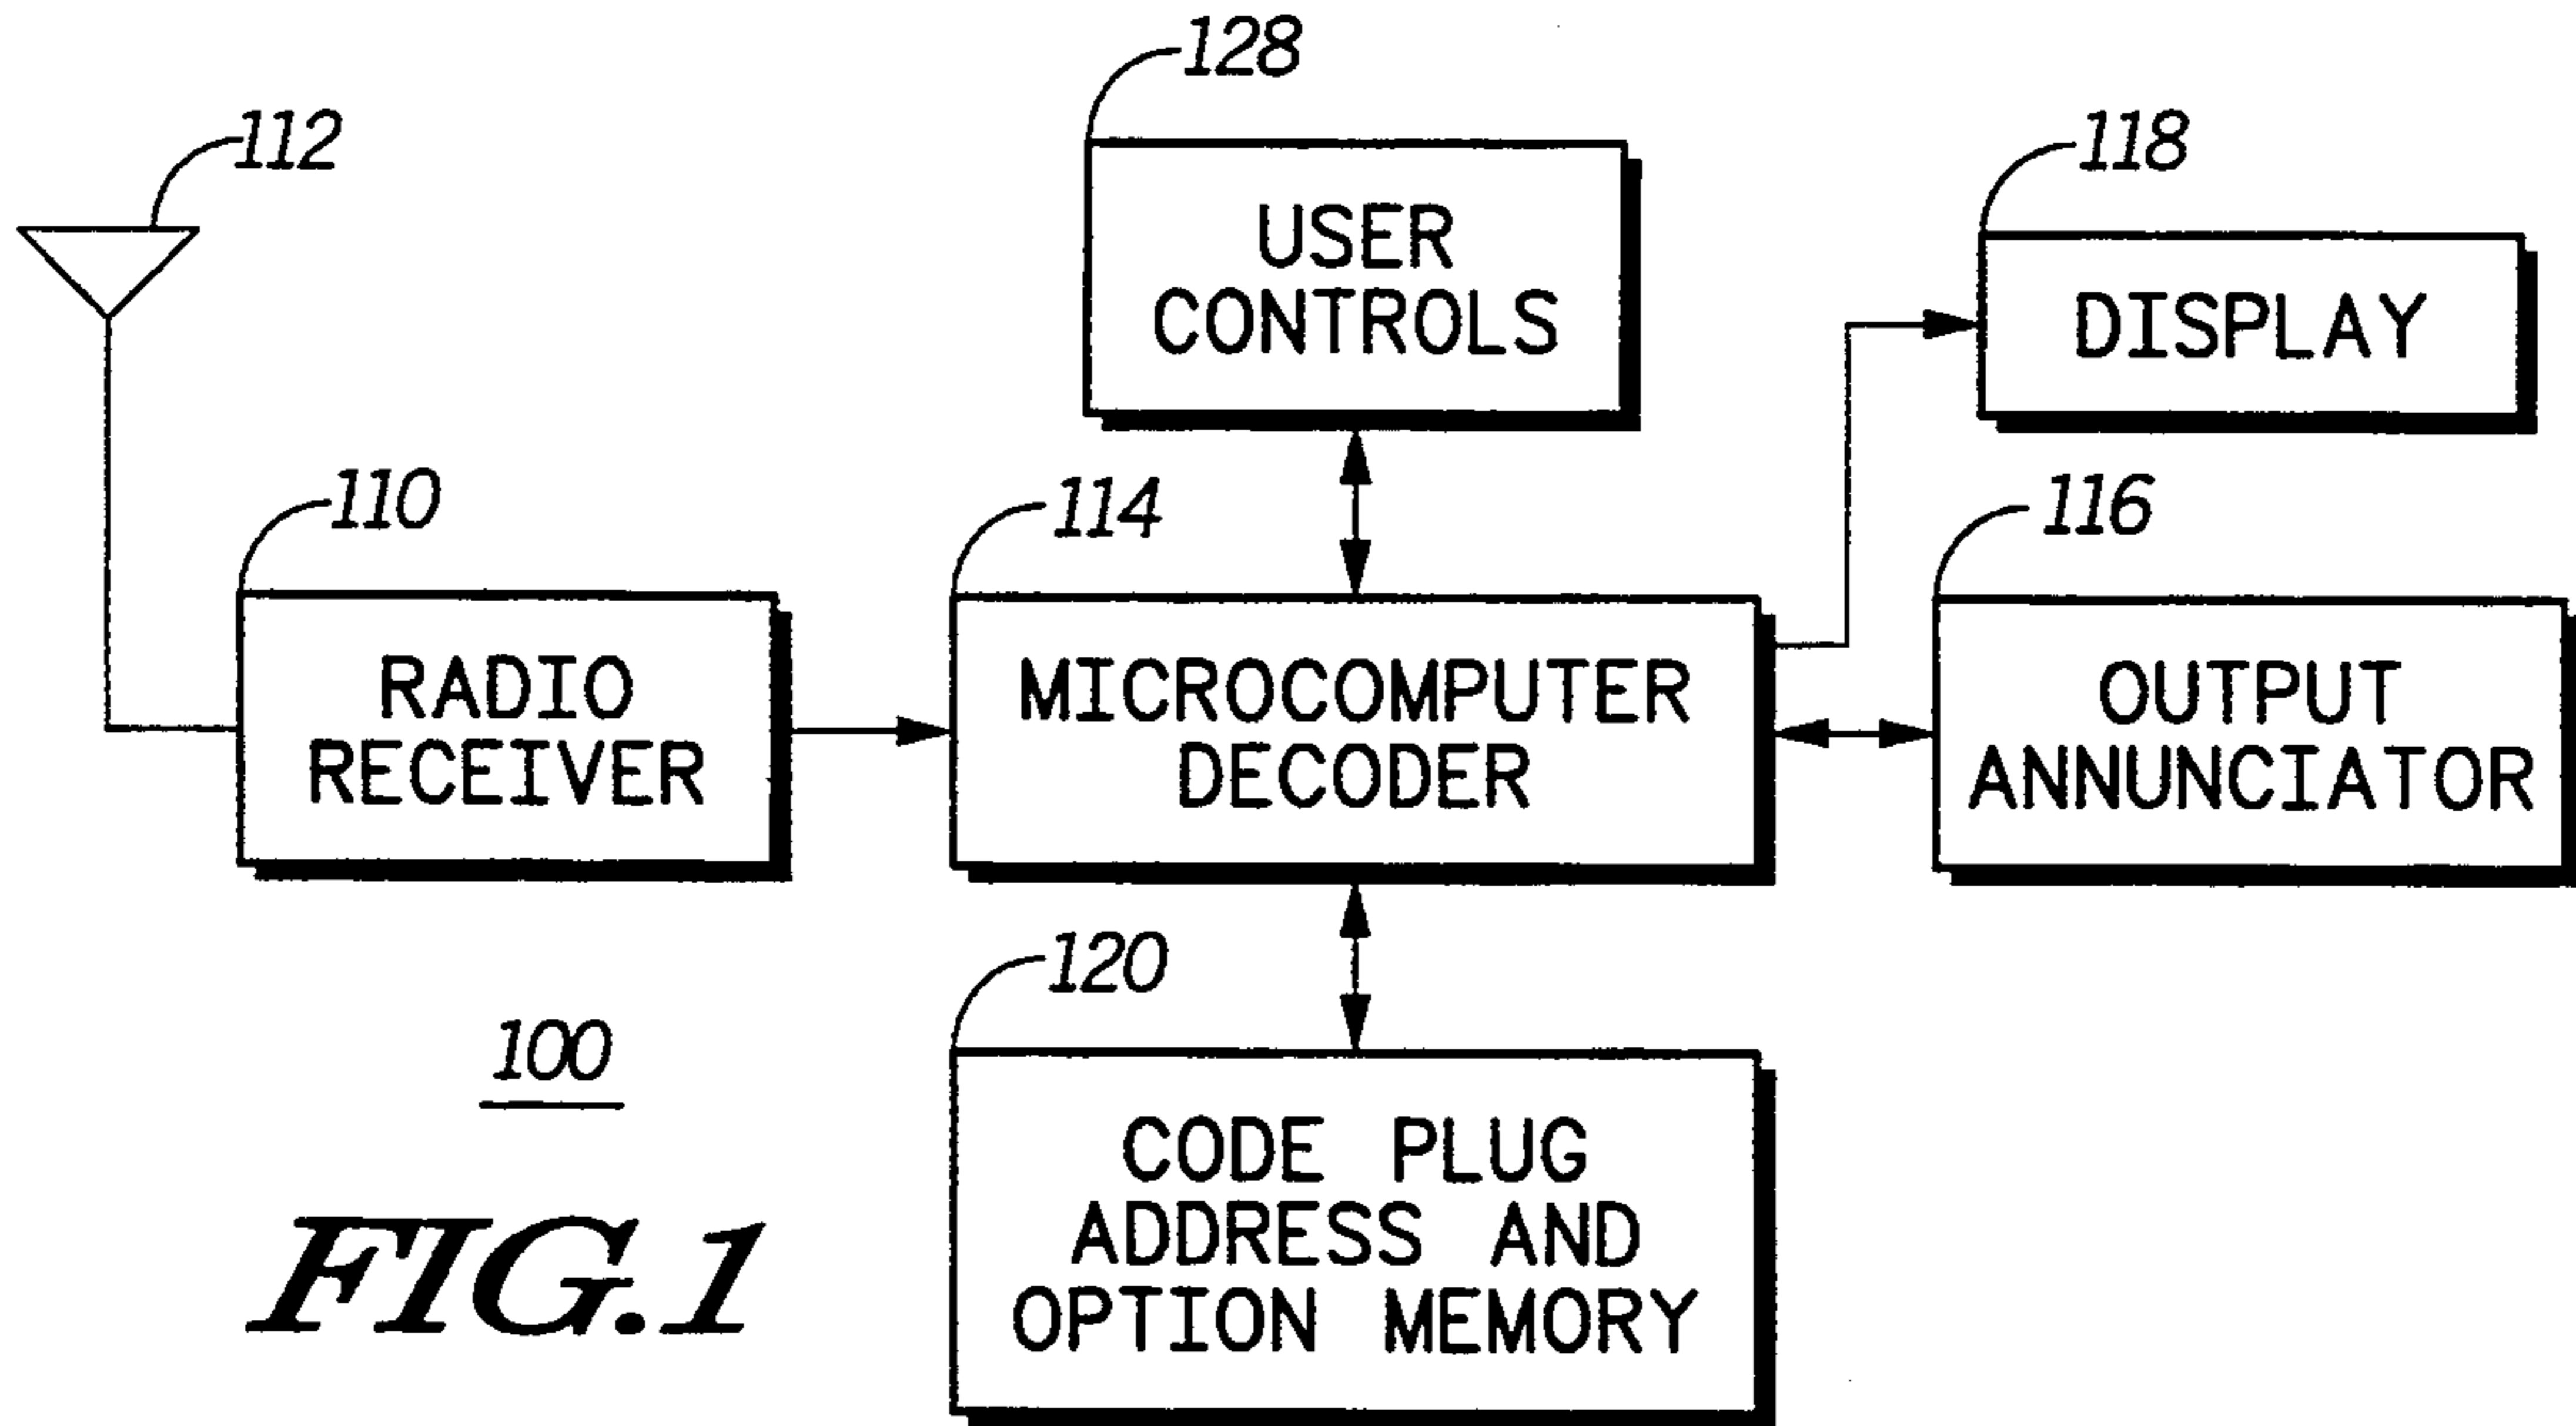 128
112
USER
CONTROLS
118
DISPLAY
110
RADIO
RECEIVER
114
MICROCOMPUTER
DECODER
116
OUTPUT
ANNUNCIATOR
120
CODE PLUG
ADDRESS AND
OPTION MEMORY
100
FIG.1